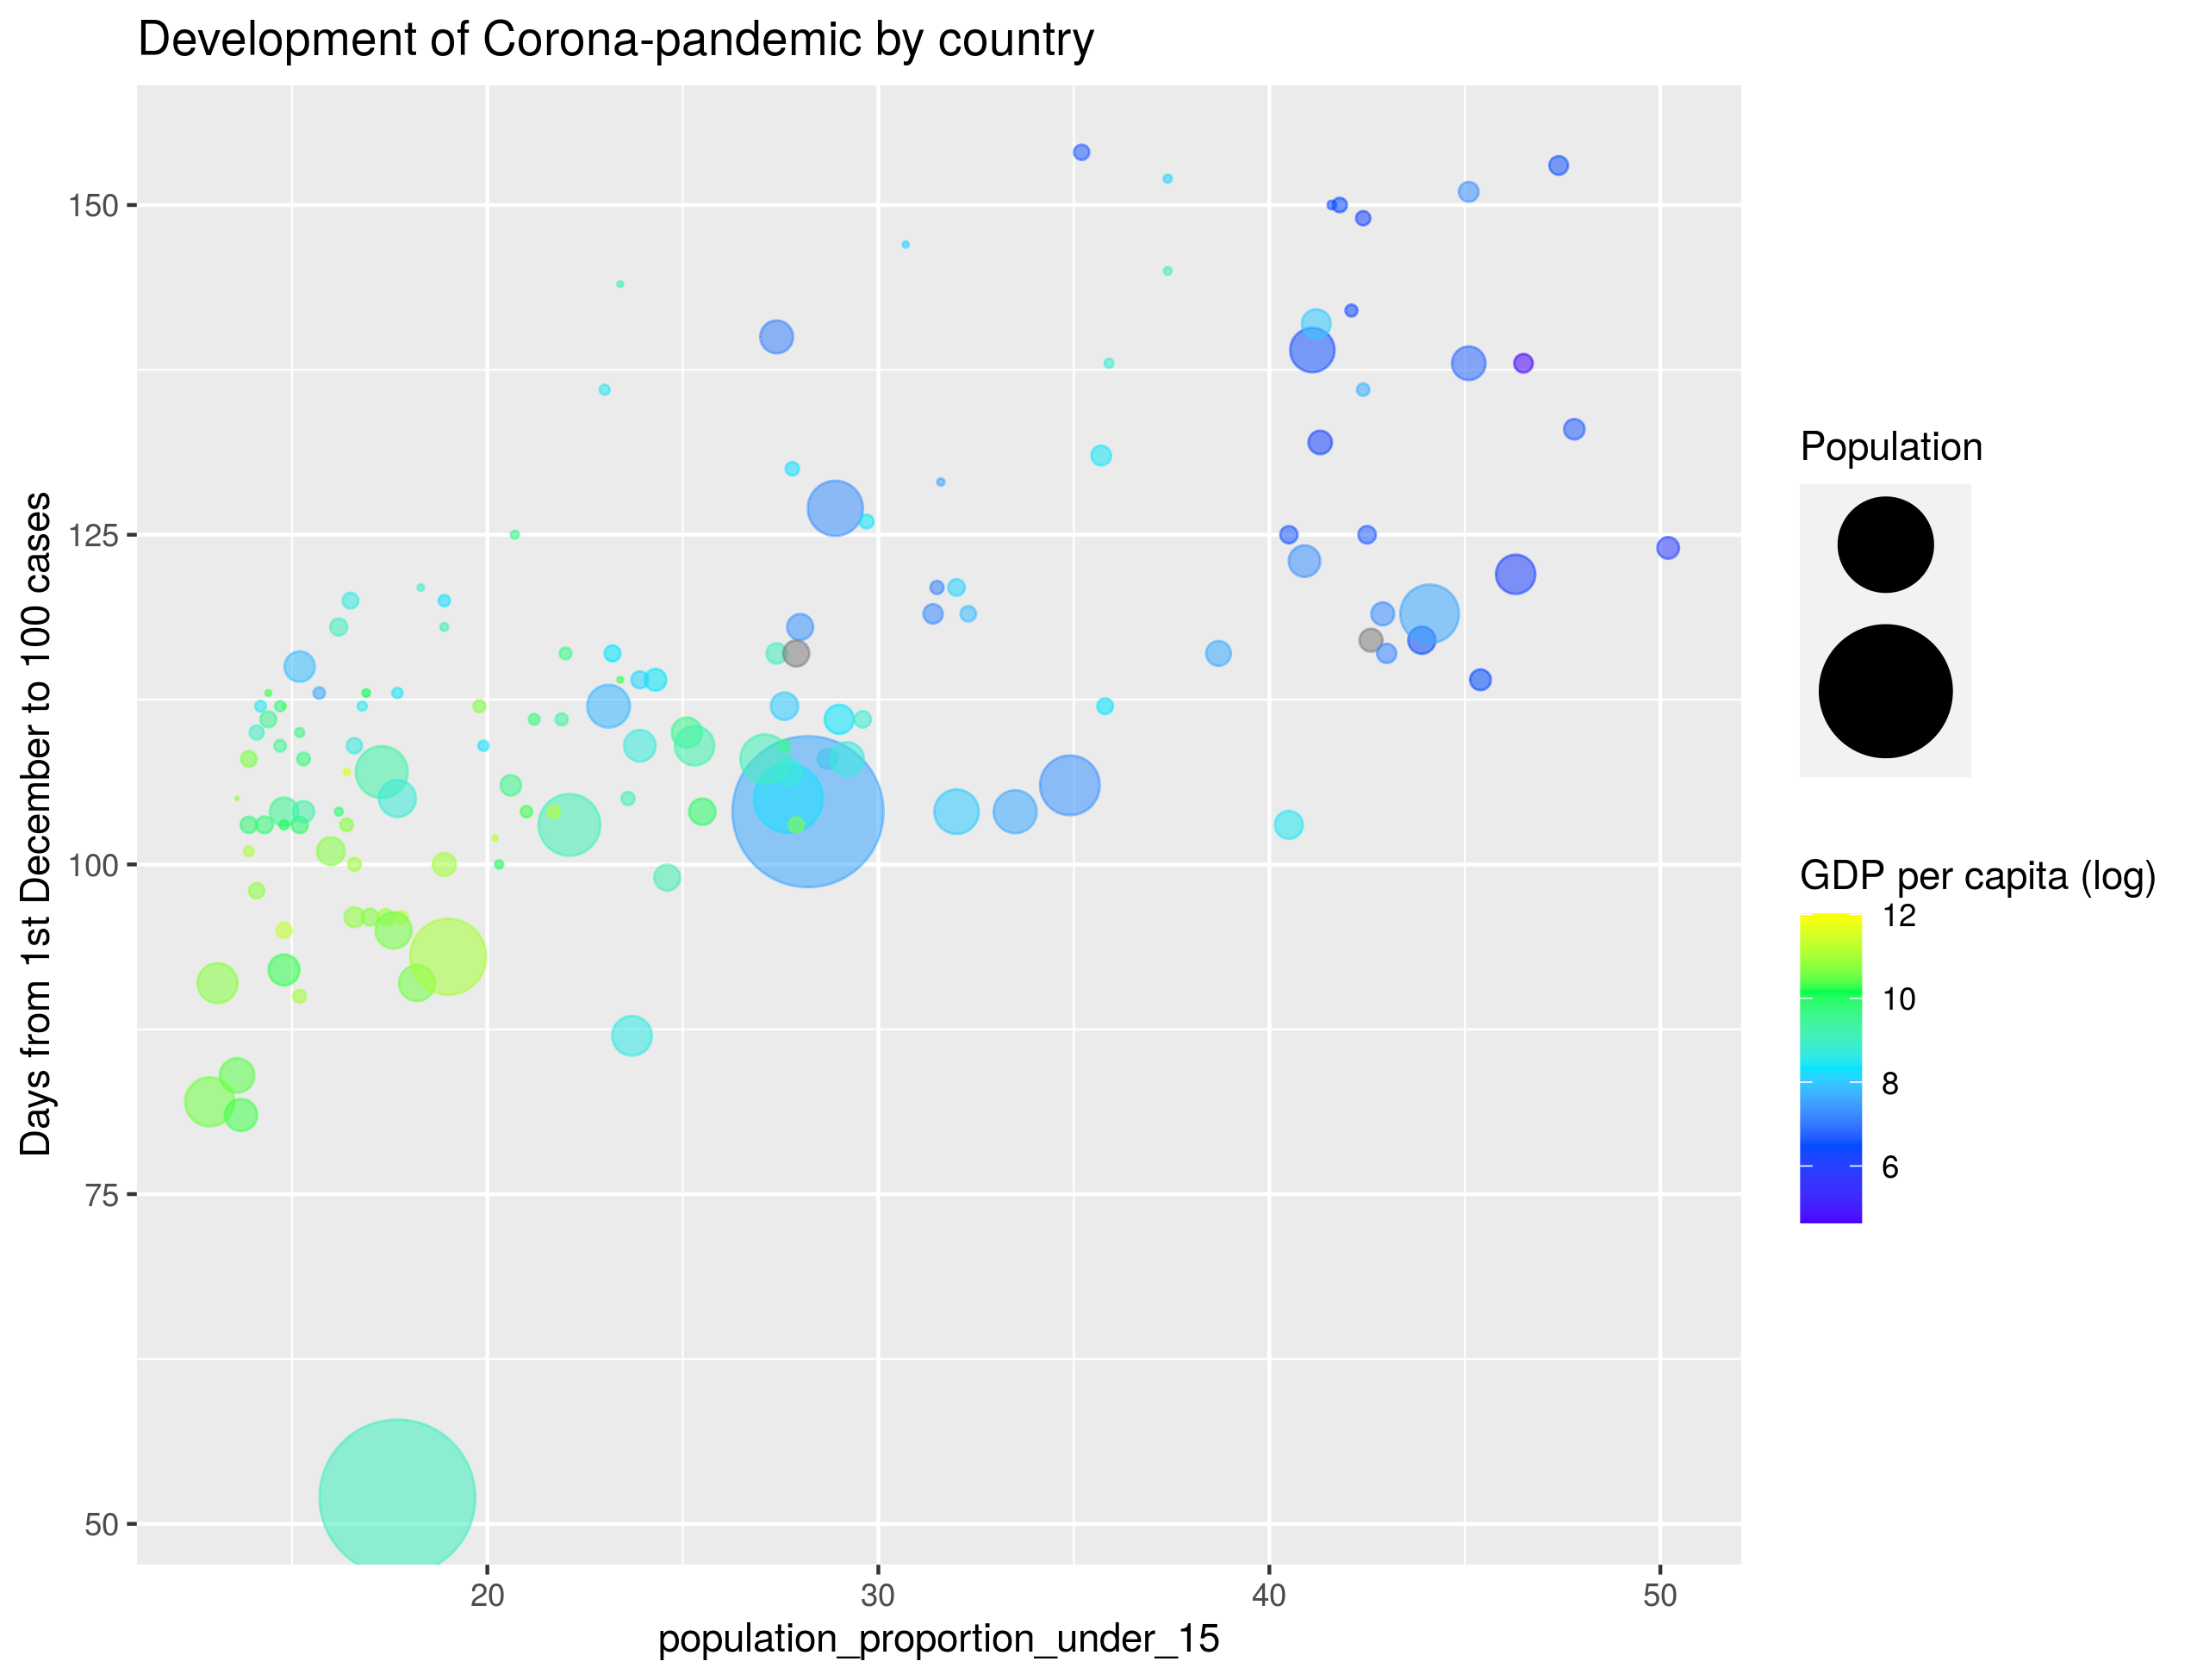 Development of Corona-pandemic by country
Days from 1st December to 100 cases
150
125
100
75
50
20 30 40 50
population_proportion_under_15
Population
GDP per capita (log)
12
10
8
6